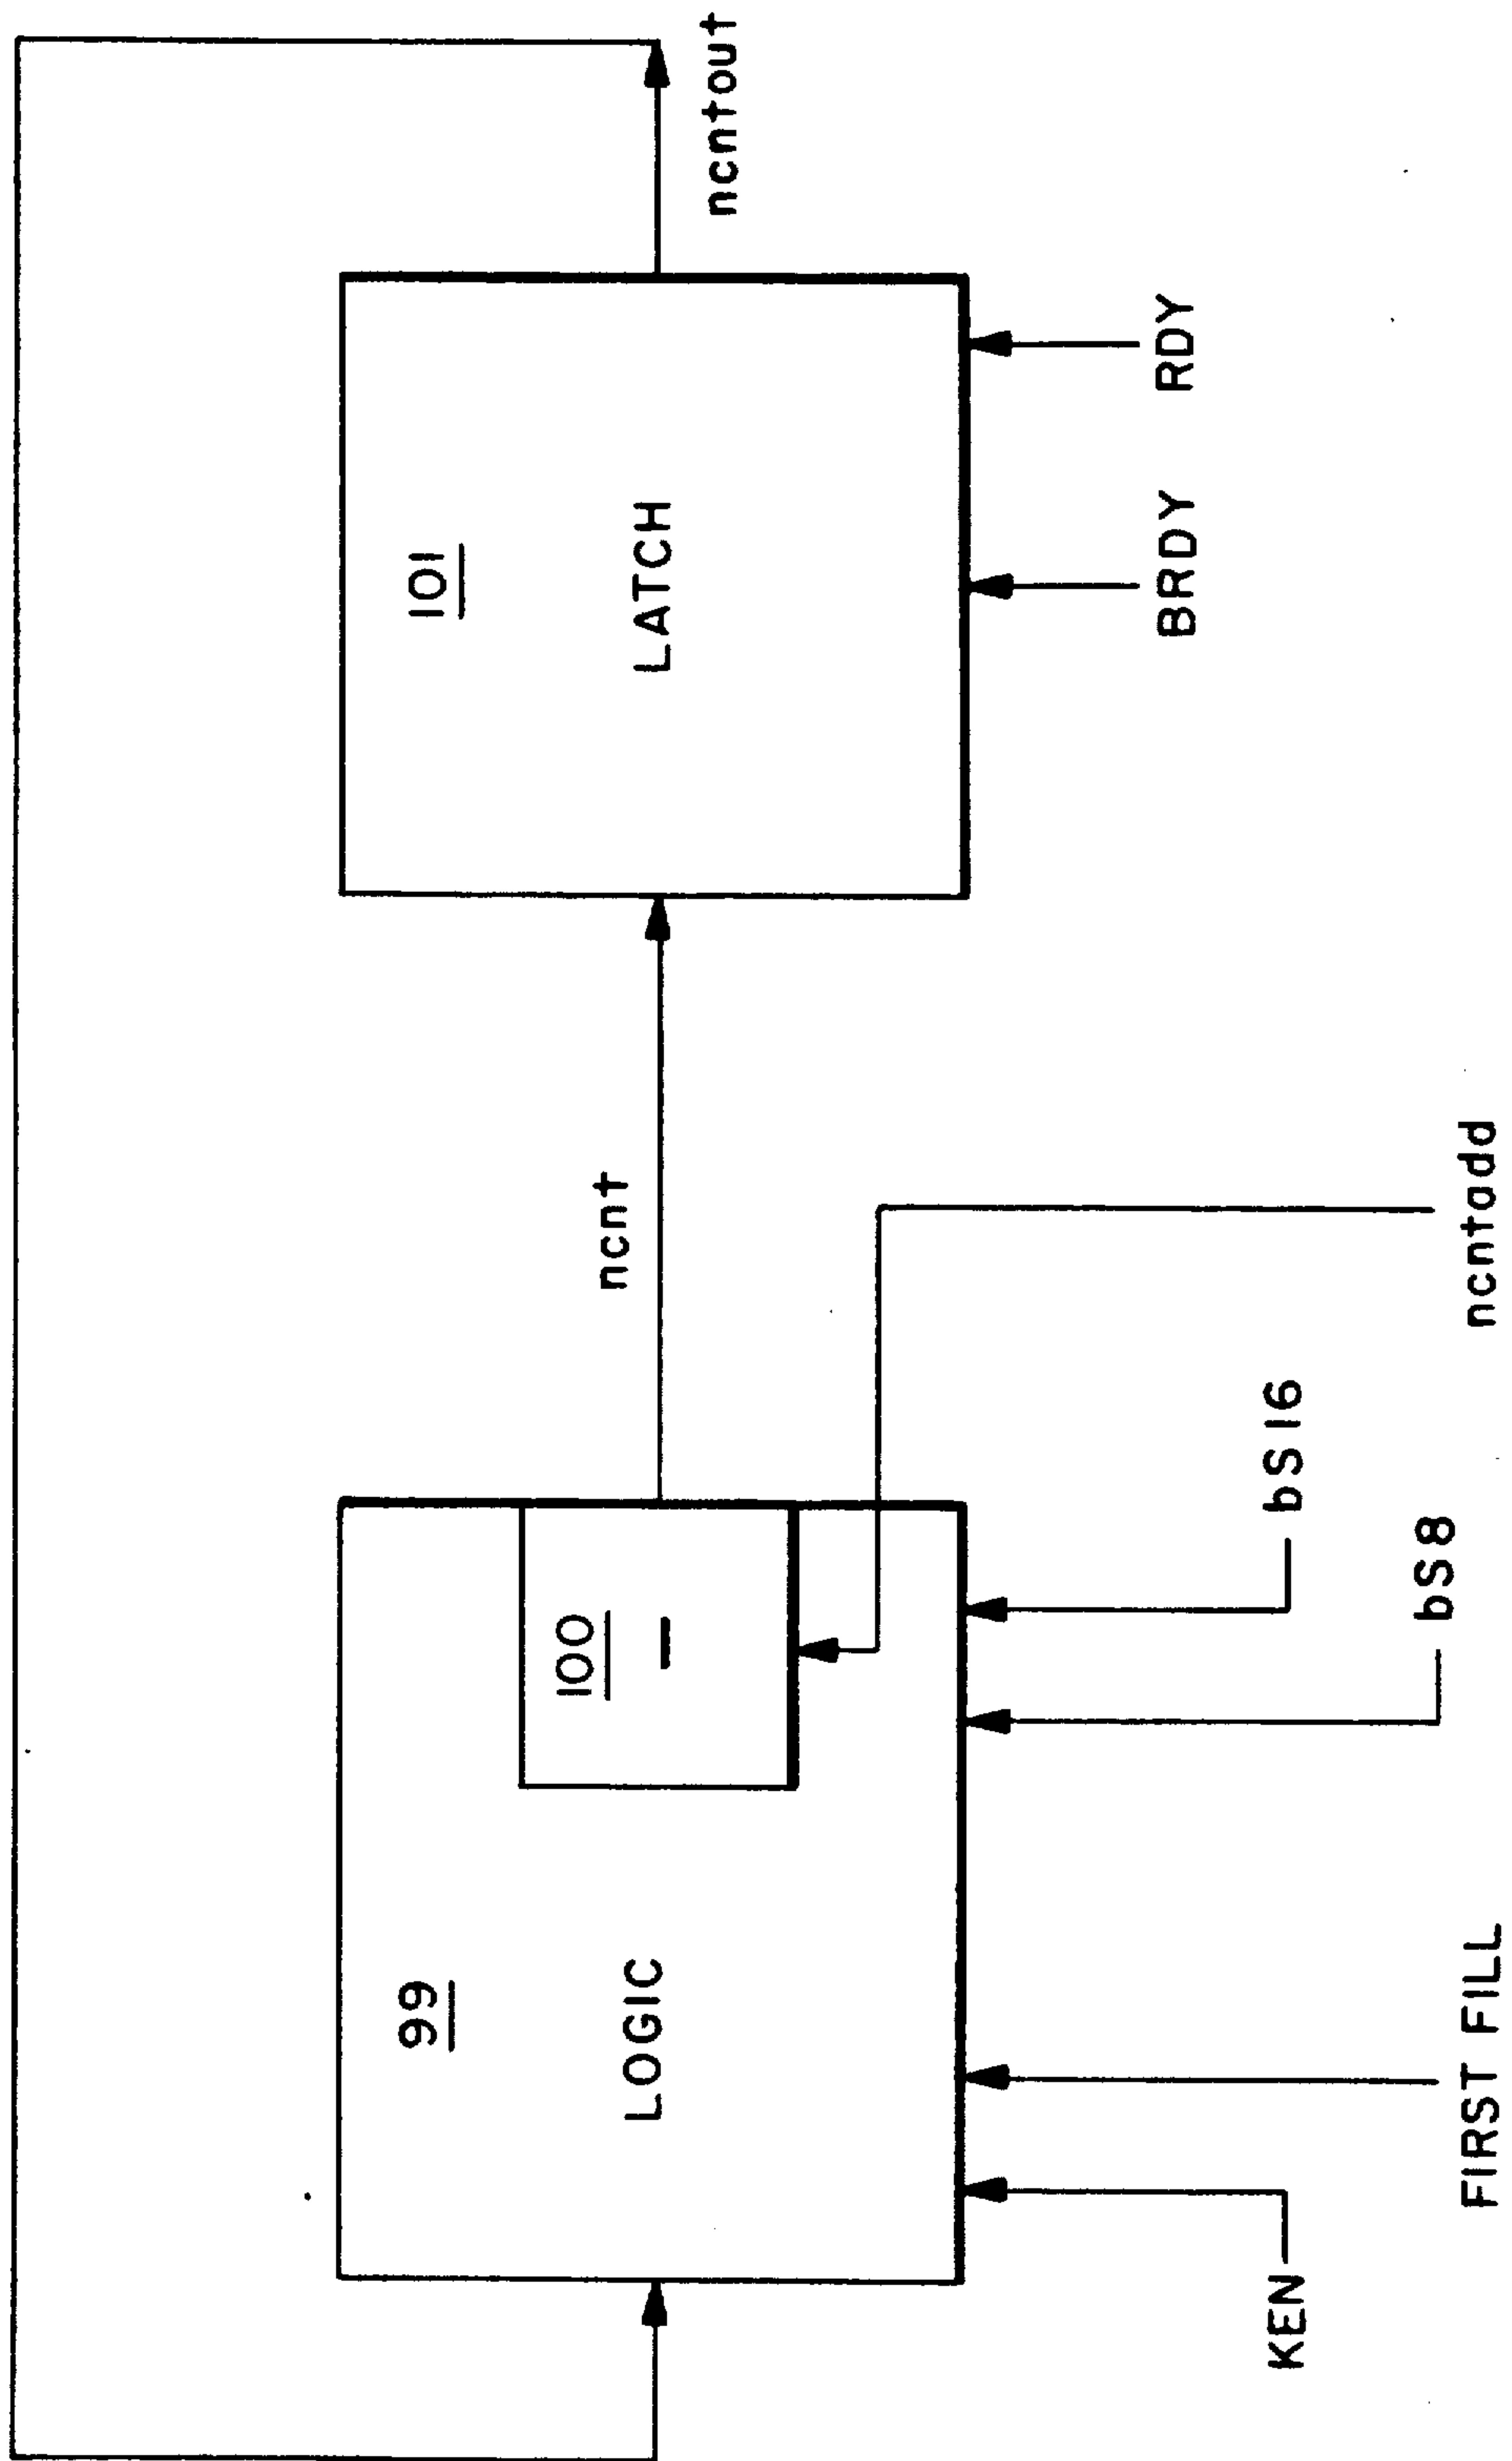 99
LOGIC
100
—
ncnt
101
LATCH
ncntout
KEN
FIRST FILL
bS8
bS16
ncntadd
BRDY
RDY